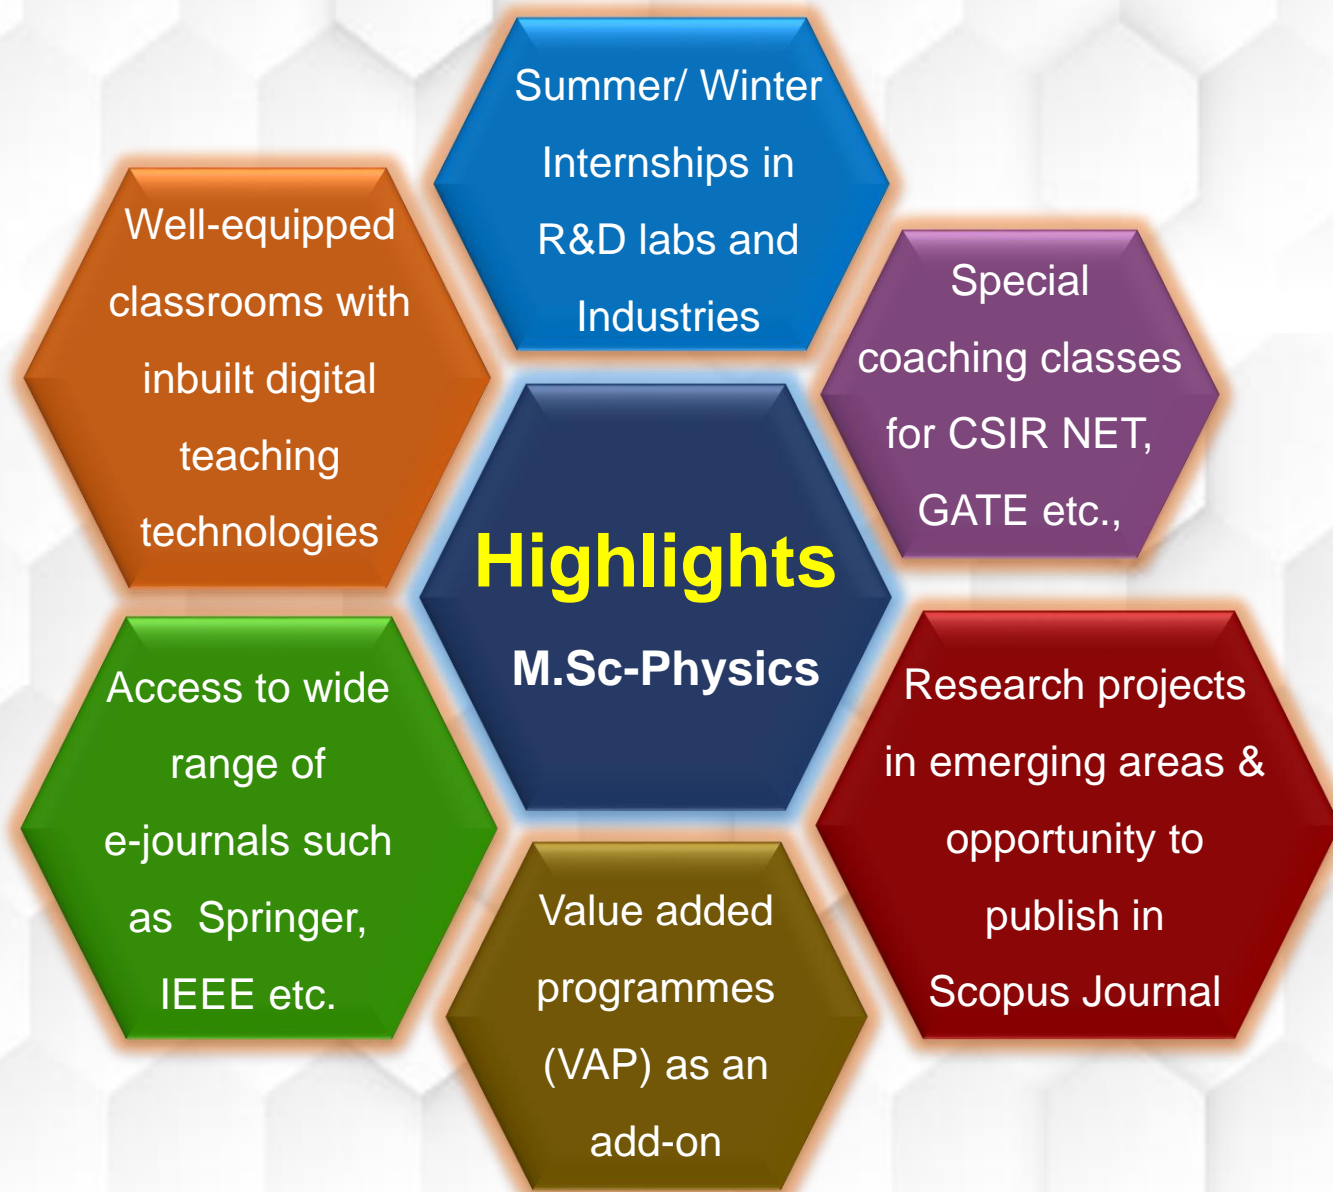 Summer/ Winter
Internships in
R&D labs and
Industries
Well-equipped
classrooms with
inbuilt digital
teaching
technologies
Special
coaching classes
for CSIR NET,
GATE etc.,
Highlights
M.Sc-Physics
Access to wide
range of
e-journals such
as  Springer,
IEEE etc.
Research projects
in emerging areas &
opportunity to
publish in
Scopus Journal
Value added
programmes
(VAP) as an
add-on